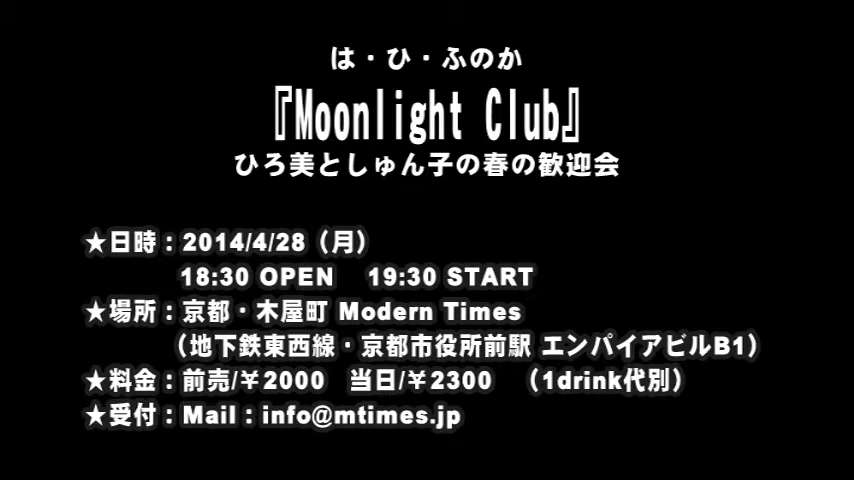 は・ひ・ふのか
『Moonlight Club』
ひろ美としゅん子の春の歓迎会
★日時：2014/4/28（月）
18:30 OPEN 19:30 START
★場所：京都・木屋町 Modern Times
（地下鉄東西線・京都市役所前駅 エンパイアビルB1）
★料金：前売/￥2000 当日/￥2300 （1drink代別）
★受付：Mail：info@mtimes.jp